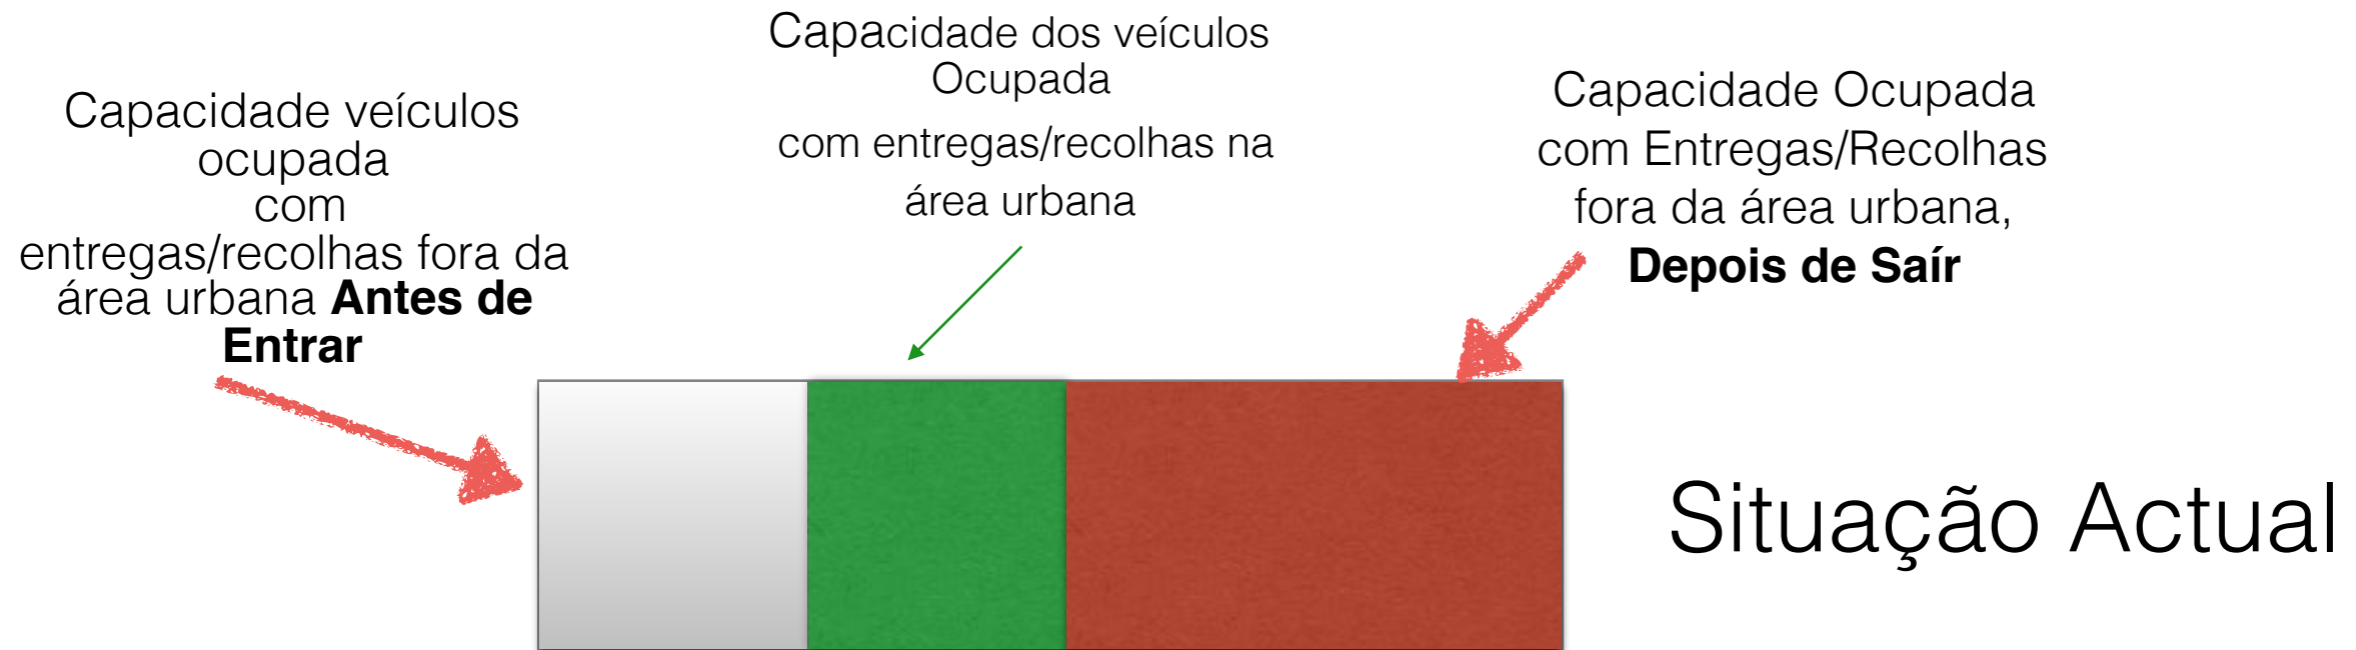 Capacidade veículos
ocupada
com
entregas/recolhas fora da
área urbana Antes de
Entrar
Capacidade dos veículos
Ocupada
com entregas/recolhas na
área urbana
Capacidade Ocupada
com Entregas/Recolhas
fora da área urbana,
Depois de Saír
Situação Actual